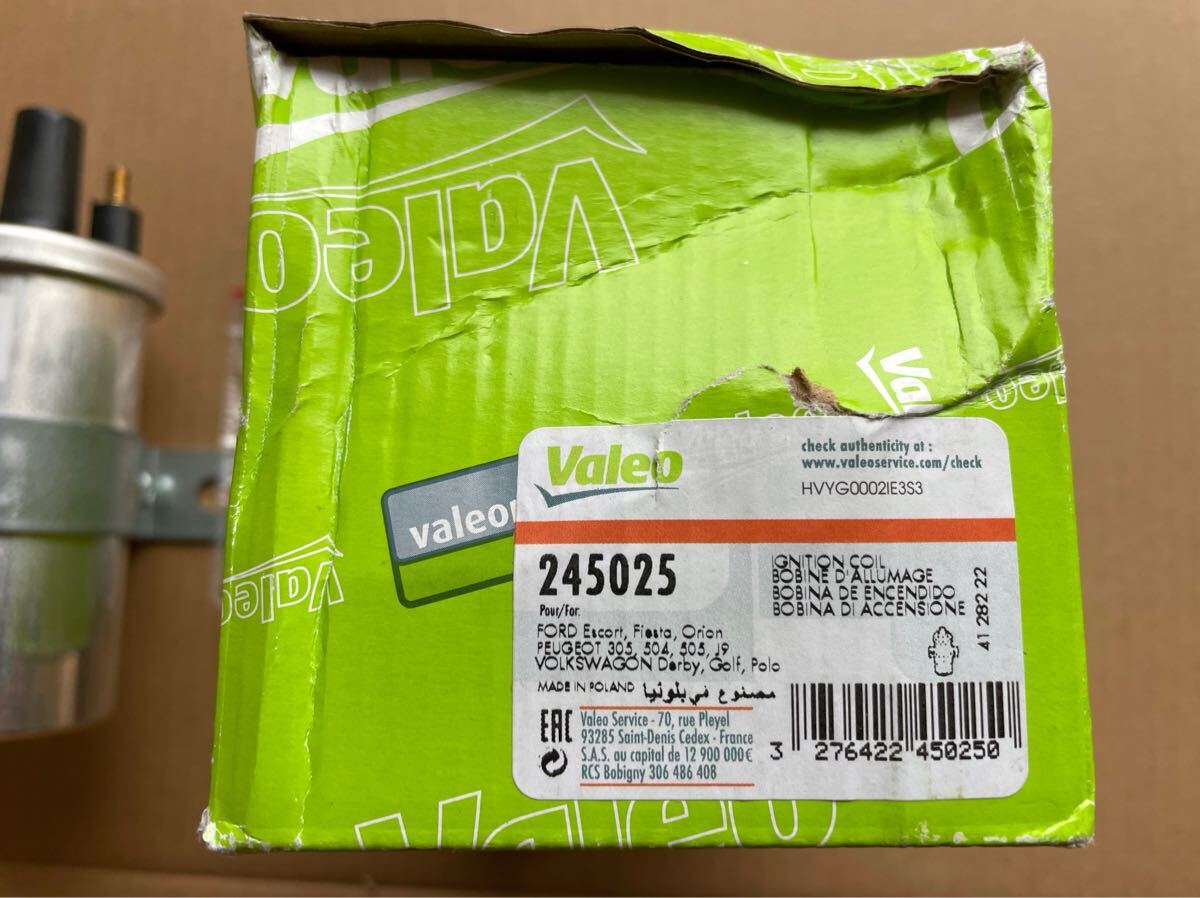 Valeo
valeo
Valeo
Valeo
check authenticity at :
www.valeoservice.com/check
HVYG0002IE3S3
245025
Pour/For.
FORD Escort, Fiesta, Orion
PEUGEOT 305, 504, 505, J9
VOLKSWAGON Derby, Golf, Polo
IGNITION COIL
BOBINE D'ALLUMAGE
BOBINA DE ENCENDIDO
BOBINA DI ACCENSIONE
41 282 22
MADE IN POLAND مصنوع في بلونيا
EAC
Valeo Service - 70, rue Pleyel
93285 Saint-Denis Cedex - France
S.A.S. au capital de 12 900 000€
RCS Bobigny 306 486 408
3 276422 450250
Valeo